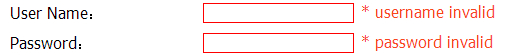 User Name： * username invalid
Password： * password invalid